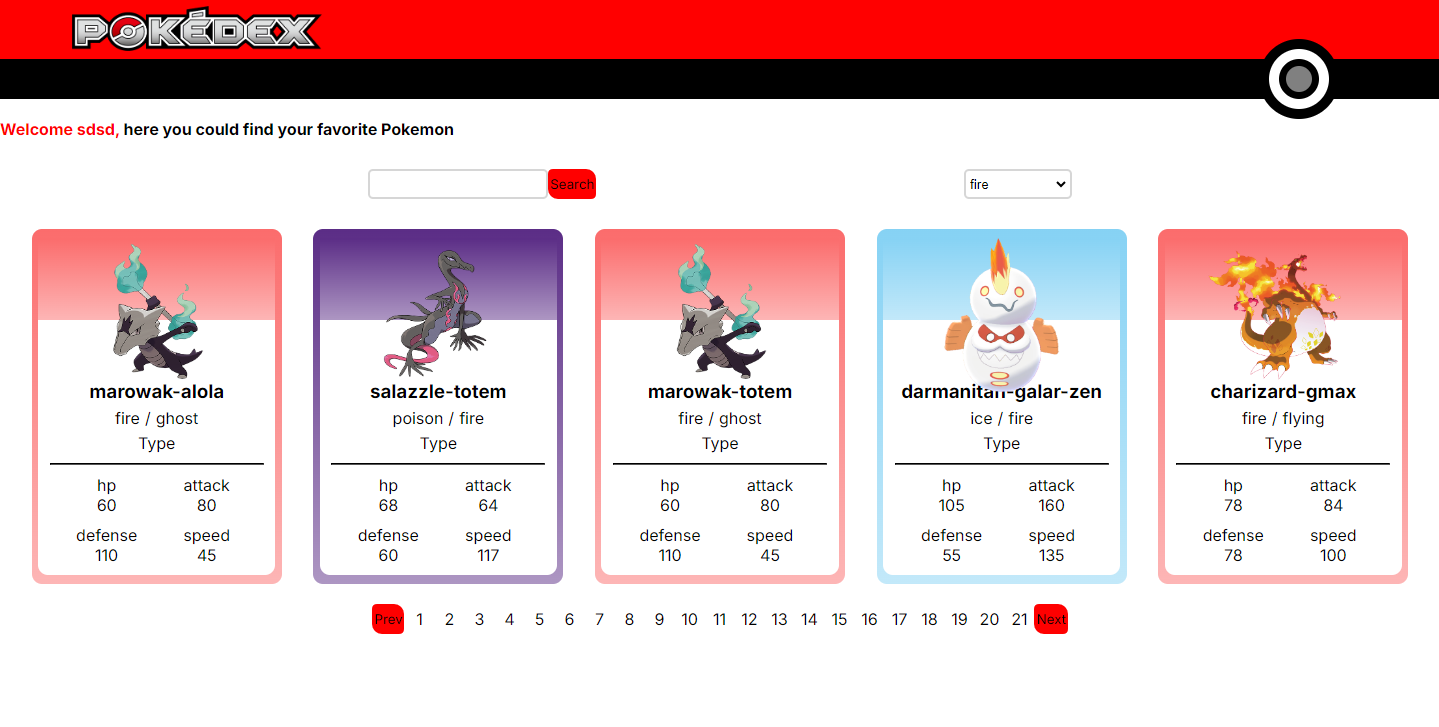 POKÉDEX
Welcome sdsd, here you could find your favorite Pokemon
Search
fire
marowak-alola
fire / ghost
Type
hp attack
60 80
defense speed
110 45
salazzle-totem
poison / fire
Type
hp attack
68 64
defense speed
60 117
marowak-totem
fire / ghost
Type
hp attack
60 80
defense speed
110 45
darmanitan-galar-zen
ice / fire
Type
hp attack
105 160
defense speed
55 135
charizard-gmax
fire / flying
Type
hp attack
78 84
defense speed
78 100
Prev 1 2 3 4 5 6 7 8 9 10 11 12 13 14 15 16 17 18 19 20 21 Next